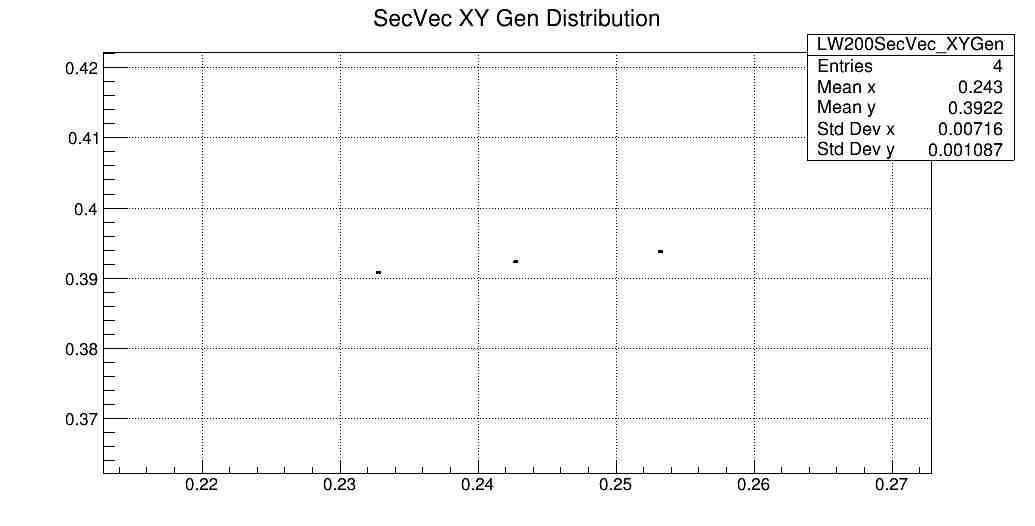 SecVec XY Gen Distribution
LW200SecVec_XYGen
Entries 4
Mean x 0.243
Mean y 0.3922
Std Dev x 0.00716
Std Dev y 0.001087
0.42
0.41
0.4
0.39
0.38
0.37
0.22 0.23 0.24 0.25 0.26 0.27